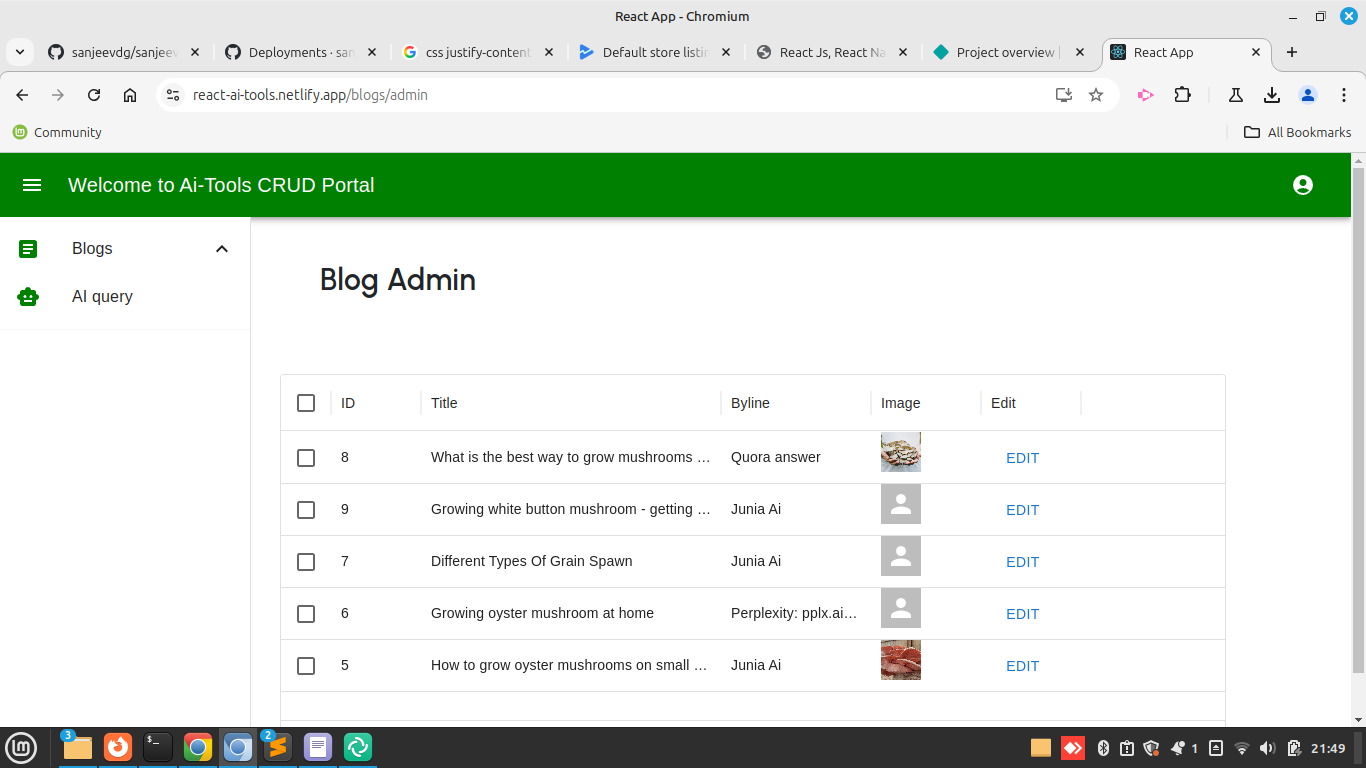 React App - Chromium
sanjeevdg/sanjeev
Deployments · san
css justify-content
Default store listin
React Js, React Na
Project overview |
React App
react-ai-tools.netlify.app/blogs/admin
Community
All Bookmarks
Welcome to Ai-Tools CRUD Portal
Blogs
AI query
Blog Admin
ID Title Byline Image Edit
8 What is the best way to grow mushrooms … Quora answer EDIT
9 Growing white button mushroom - getting … Junia Ai EDIT
7 Different Types Of Grain Spawn Junia Ai EDIT
6 Growing oyster mushroom at home Perplexity: pplx.ai… EDIT
5 How to grow oyster mushrooms on small … Junia Ai EDIT
3 2 1 21:49